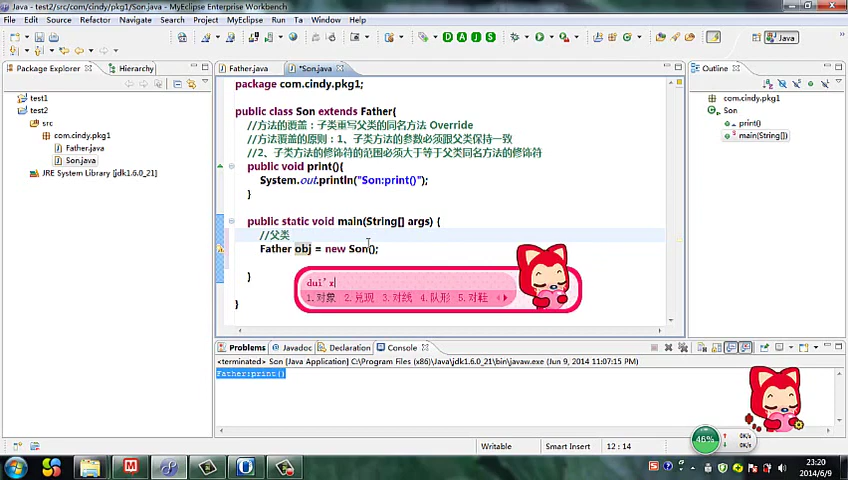 Java - test2/src/com/cindy/pkg1/Son.java - MyEclipse Enterprise Workbench
File Edit Source Refactor Navigate Search Project MyEclipse Run Tools Window Help
Java
Package Explorer Hierarchy
test1
test2
src
com.cindy.pkg1
Father.java
Son.java
JRE System Library [jdk1.6.0_21]
Father.java *Son.java
package com.cindy.pkg1;
public class Son extends Father{
//方法的覆盖：子类重写父类的同名方法 Override
//方法覆盖的原则：1、子类方法的参数必须跟父类保持一致
//2、子类方法的修饰符的范围必须大于等于父类同名方法的修饰符
public void print(){
System.out.println("Son:print()");
}
public static void main(String[] args) {
//父类
Father obj = new Son();
}
}
dui'x
1.对象 2.兑现 3.对线 4.队形 5.对鞋
Outline
com.cindy.pkg1
Son
print()
main(String[])
Problems Javadoc Declaration Console
<terminated> Son [Java Application] C:\Program Files (x86)\Java\jdk1.6.0_21\bin\javaw.exe (Jun 9, 2014 11:07:15 PM)
Father:print()
46%
0K/s
0K/s
Writable Smart Insert 12 : 14
23:20
2014/6/9